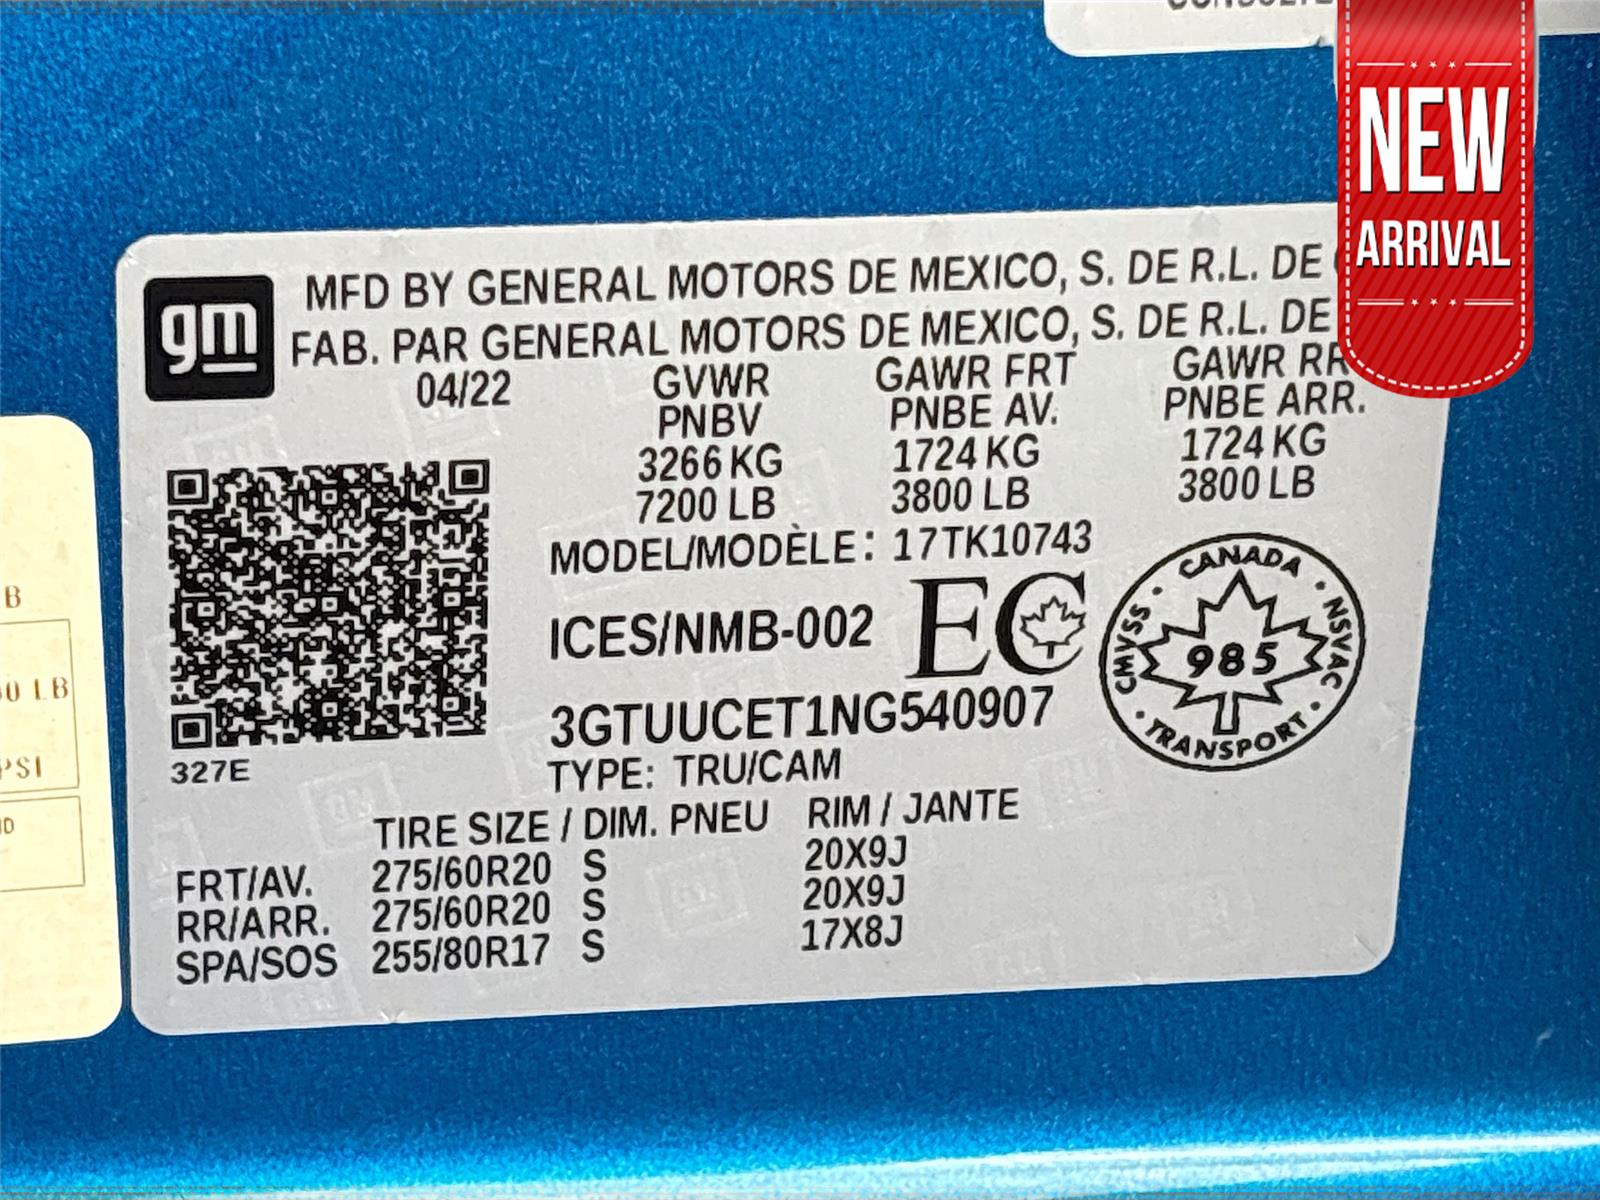 NEW
ARRIVAL
gm
MFD BY GENERAL MOTORS DE MEXICO, S. DE R.L. DE
FAB. PAR GENERAL MOTORS DE MEXICO, S. DE R.L. DE
04/22 GVWR GAWR FRT GAWR RR
PNBV PNBE AV. PNBE ARR.
3266 KG 1724 KG 1724 KG
7200 LB 3800 LB 3800 LB
MODEL/MODÈLE: 17TK10743
ICES/NMB-002 EC
CANADA
CMVSS 985 NSVAC
TRANSPORT
3GTUUCET1NG540907
327E
TYPE: TRU/CAM
TIRE SIZE / DIM. PNEU RIM / JANTE
FRT/AV. 275/60R20 S 20X9J
RR/ARR. 275/60R20 S 20X9J
SPA/SOS 255/80R17 S 17X8J
B
0 LB
PSI